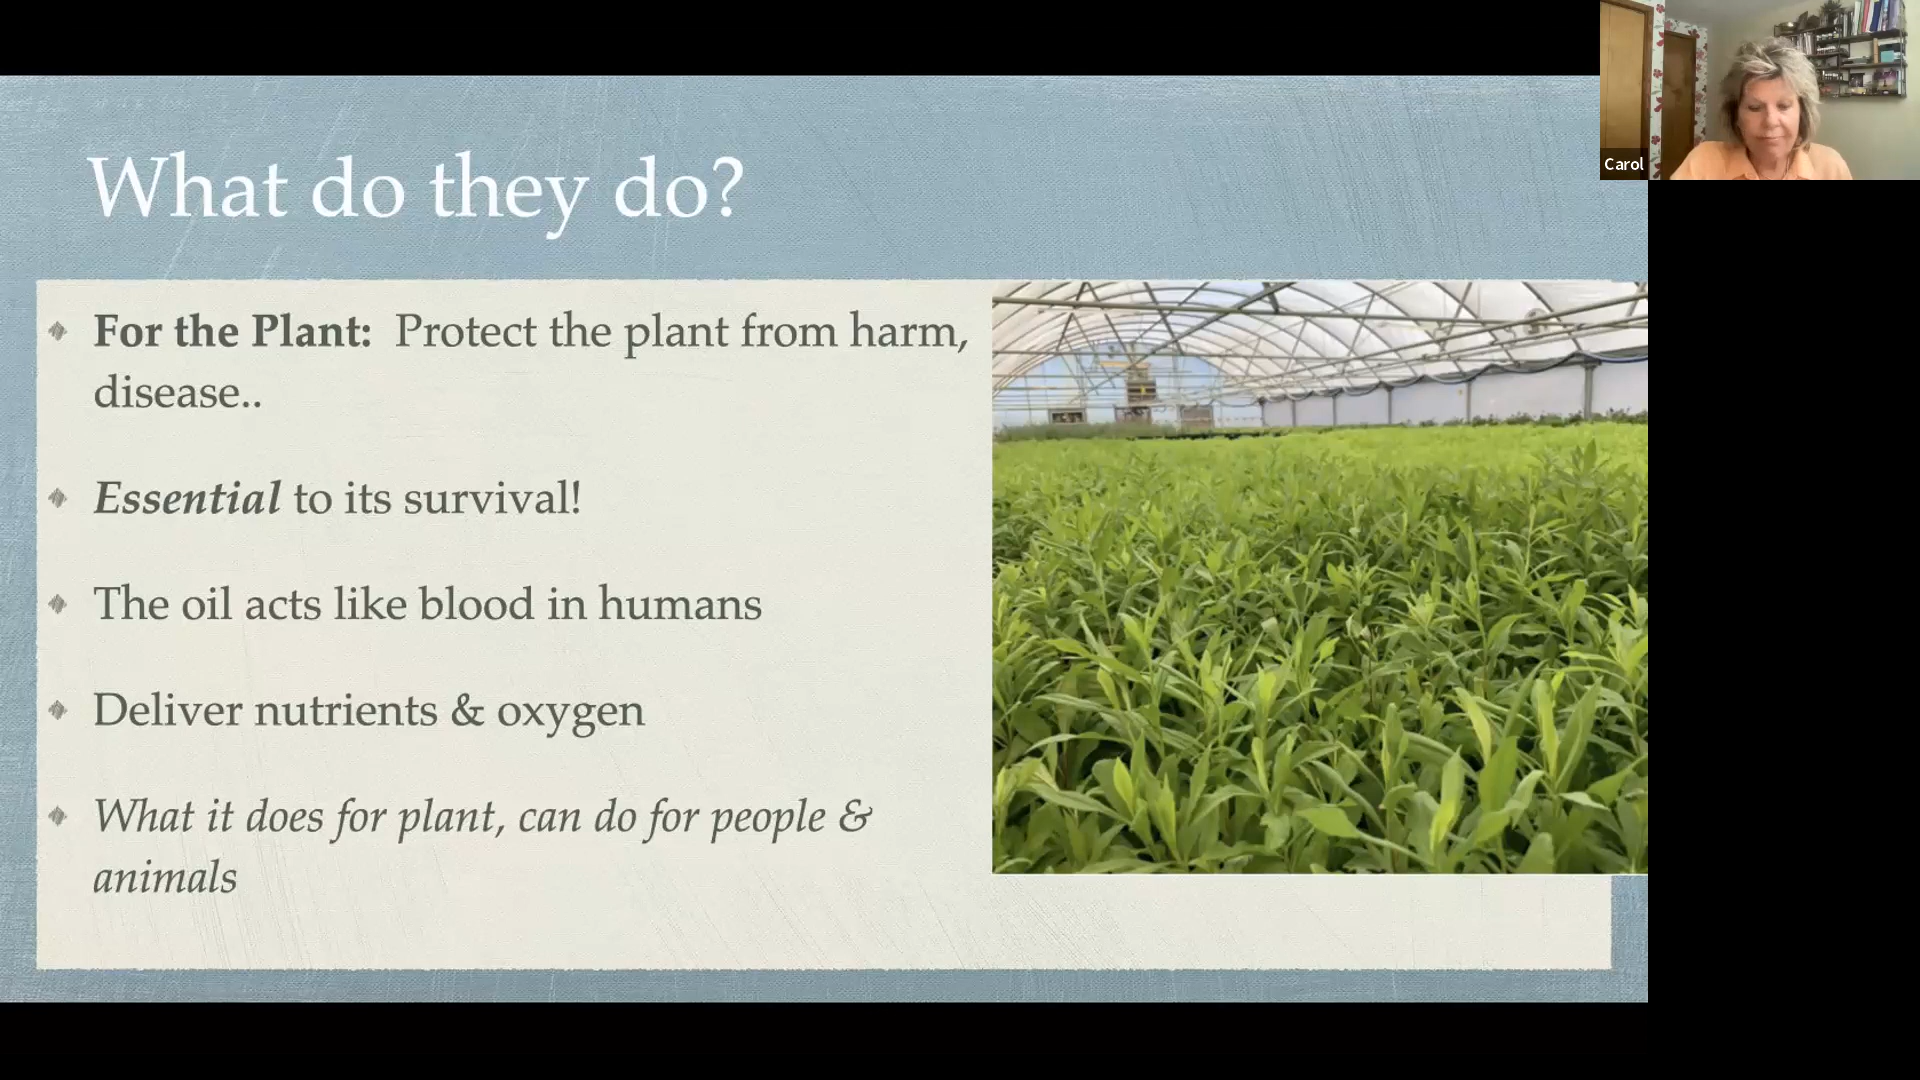 Carol
What do they do?
For the Plant: Protect the plant from harm,
disease..
Essential to its survival!
The oil acts like blood in humans
Deliver nutrients & oxygen
What it does for plant, can do for people &
animals